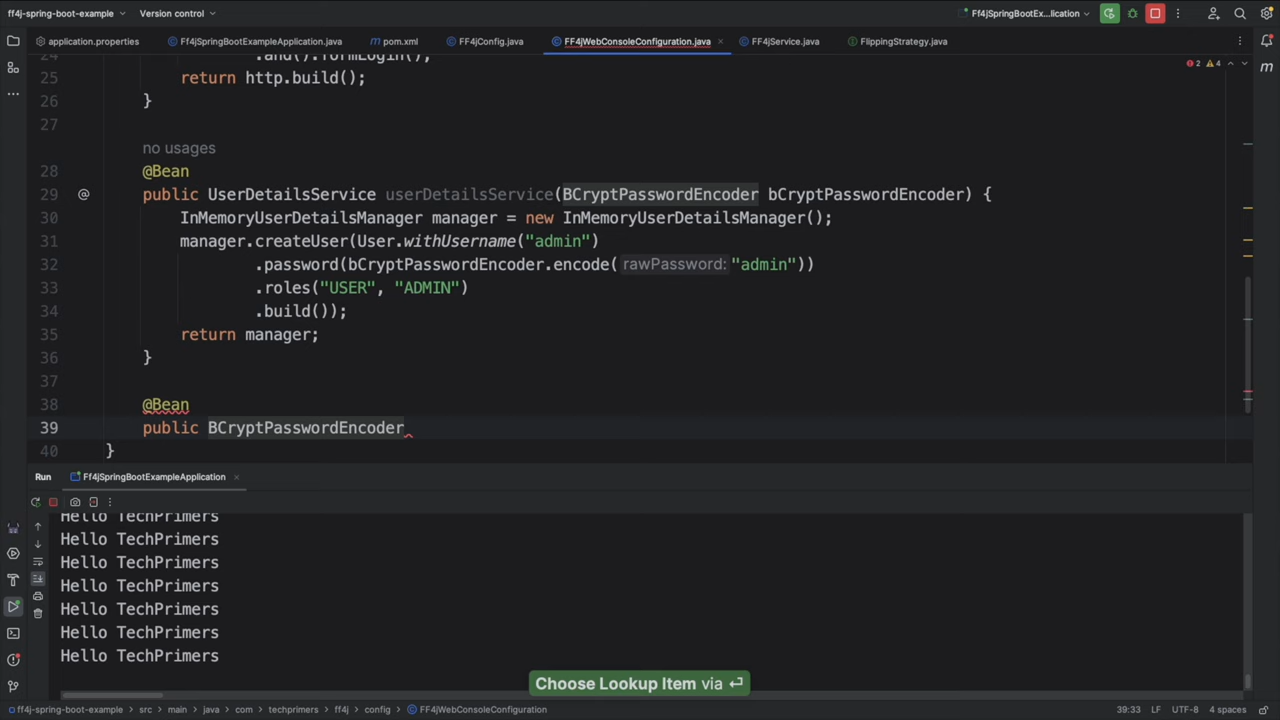 ff4j-spring-boot-example
Version control
Ff4jSpringBootEx...lication
application.properties
Ff4jSpringBootExampleApplication.java
pom.xml
FF4jConfig.java
FF4jWebConsoleConfiguration.java
FF4jService.java
FlippingStrategy.java
2 4
24 .and().formLogin();
25 return http.build();
26 }
27
no usages
28 @Bean
29 public UserDetailsService userDetailsService(BCryptPasswordEncoder bCryptPasswordEncoder) {
30 InMemoryUserDetailsManager manager = new InMemoryUserDetailsManager();
31 manager.createUser(User.withUsername("admin")
32 .password(bCryptPasswordEncoder.encode( rawPassword: "admin"))
33 .roles("USER", "ADMIN")
34 .build());
35 return manager;
36 }
37
38 @Bean
39 public BCryptPasswordEncoder
40 }
Run Ff4jSpringBootExampleApplication
Hello TechPrimers
Hello TechPrimers
Hello TechPrimers
Hello TechPrimers
Hello TechPrimers
Hello TechPrimers
Hello TechPrimers
Choose Lookup Item via ⏎
ff4j-spring-boot-example > src > main > java > com > techprimers > ff4j > config > FF4jWebConsoleConfiguration
39:33 LF UTF-8 4 spaces